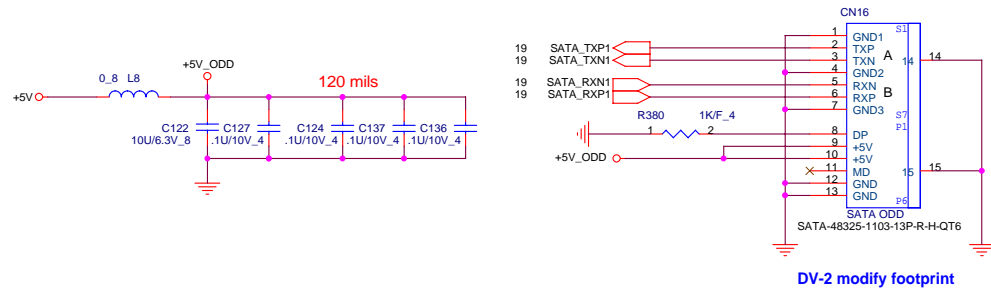 +5V
0_8 L8
+5V_ODD
120 mils
C122
10U/6.3V_8
C127
.1U/10V_4
C124
.1U/10V_4
C137
.1U/10V_4
C136
.1U/10V_4
CN16
19 SATA_TXP1
19 SATA_TXN1
19 SATA_RXN1
19 SATA_RXP1
R380 1K/F_4
1 2
+5V_ODD
1 GND1 S1
2 TXP
3 TXN A 14 14
4 GND2
5 RXN B
6 RXP
7 GND3 S7
P1
8 DP
9 +5V
10 +5V
11 MD 15 15
12 GND
13 GND P6
SATA ODD
SATA-48325-1103-13P-R-H-QT6
DV-2 modify footprint